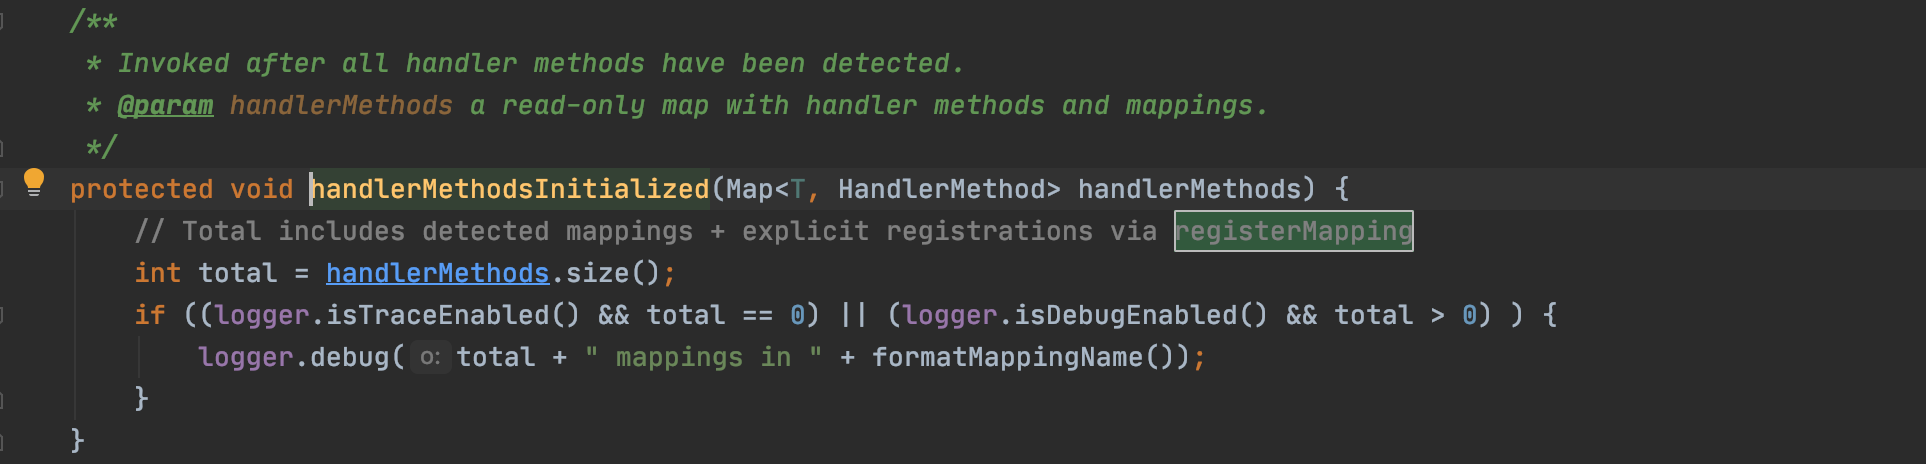 /**
 * Invoked after all handler methods have been detected.
 * @param handlerMethods a read-only map with handler methods and mappings.
 */
protected void handlerMethodsInitialized(Map<T, HandlerMethod> handlerMethods) {
    // Total includes detected mappings + explicit registrations via registerMapping
    int total = handlerMethods.size();
    if ((logger.isTraceEnabled() && total == 0) || (logger.isDebugEnabled() && total > 0) ) {
        logger.debug( o: total + " mappings in " + formatMappingName());
    }
}